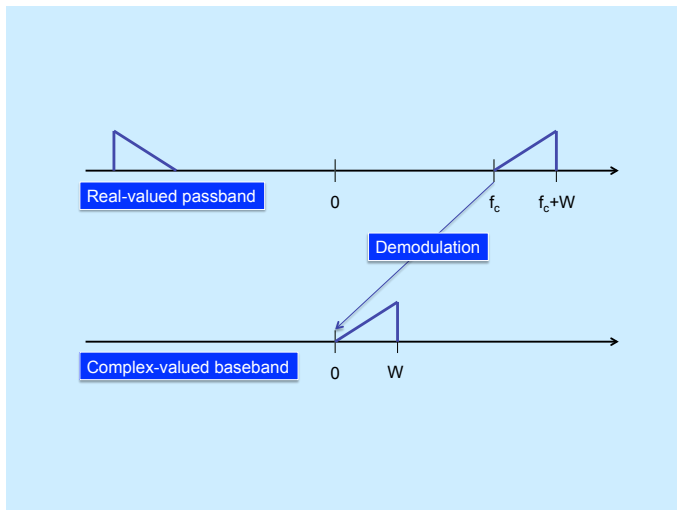 Real-valued passband
0
fc
fc+W
Demodulation
Complex-valued baseband
0
W